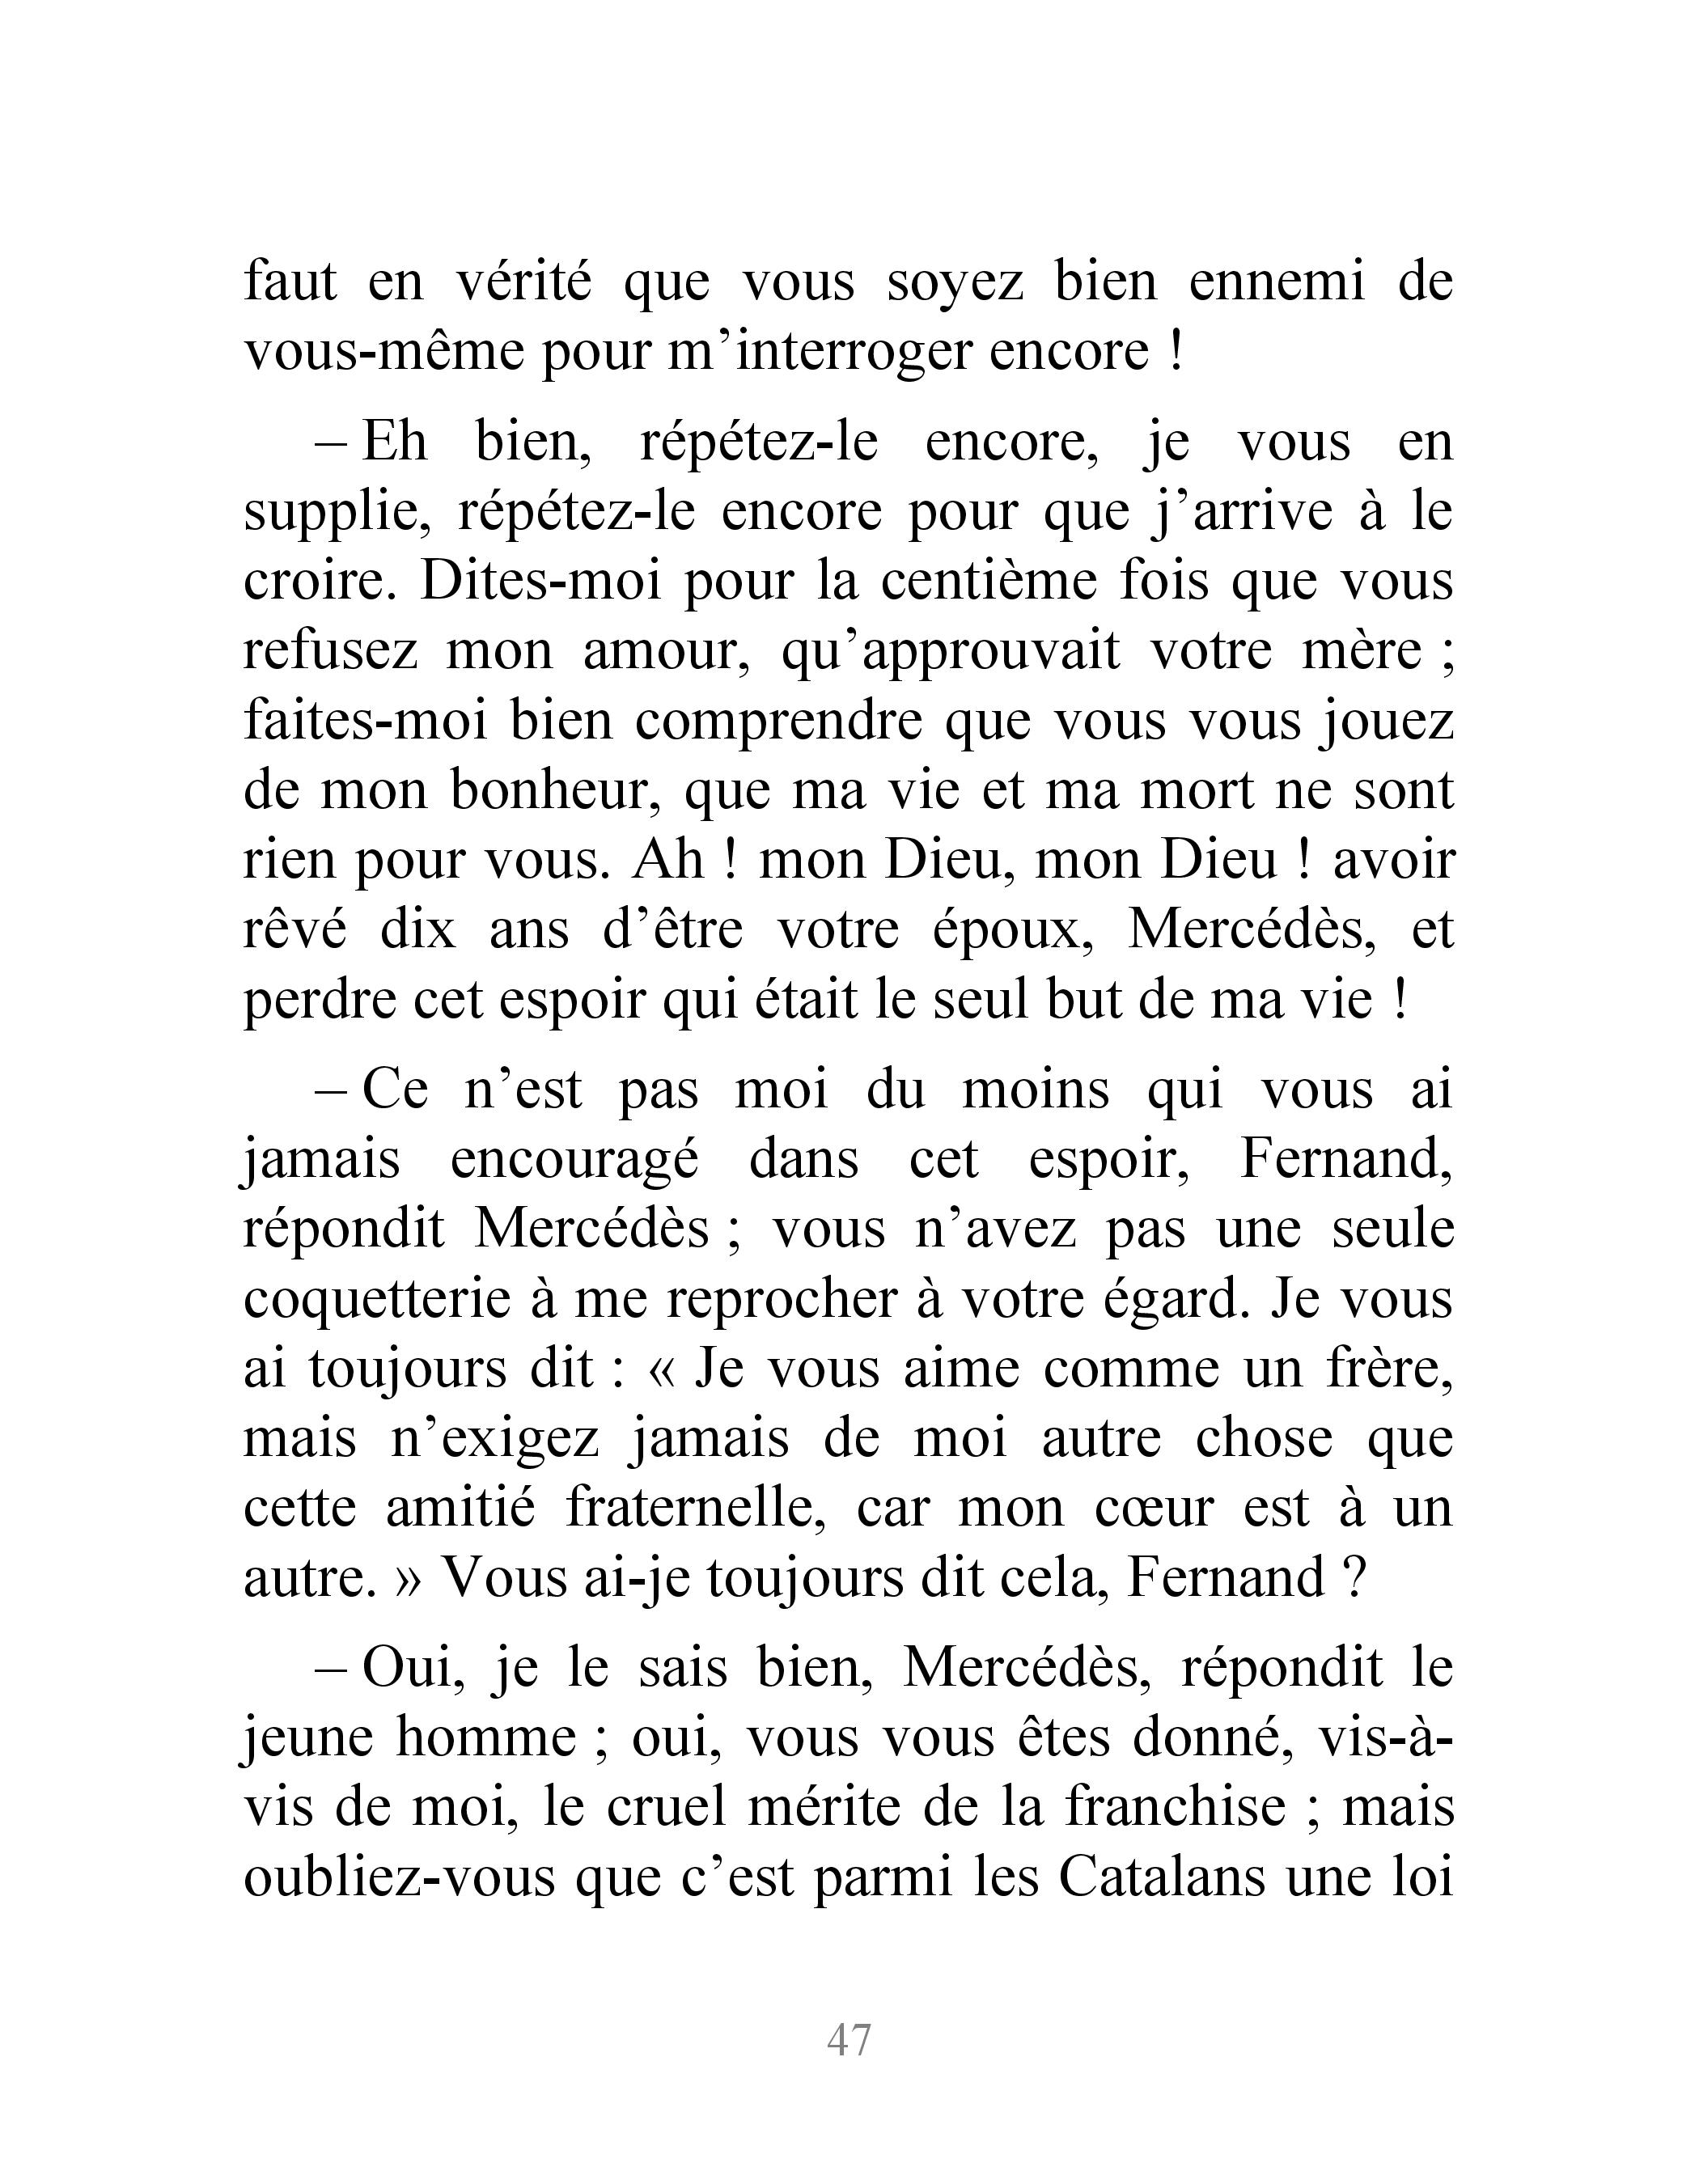 faut en vérité que vous soyez bien ennemi de
vous-même pour m’interroger encore !
– Eh bien, répétez-le encore, je vous en
supplie, répétez-le encore pour que j’arrive à le
croire. Dites-moi pour la centième fois que vous
refusez mon amour, qu’approuvait votre mère ;
faites-moi bien comprendre que vous vous jouez
de mon bonheur, que ma vie et ma mort ne sont
rien pour vous. Ah ! mon Dieu, mon Dieu ! avoir
rêvé dix ans d’être votre époux, Mercédès, et
perdre cet espoir qui était le seul but de ma vie !
– Ce n’est pas moi du moins qui vous ai
jamais encouragé dans cet espoir, Fernand,
répondit Mercédès ; vous n’avez pas une seule
coquetterie à me reprocher à votre égard. Je vous
ai toujours dit : « Je vous aime comme un frère,
mais n’exigez jamais de moi autre chose que
cette amitié fraternelle, car mon cœur est à un
autre. » Vous ai-je toujours dit cela, Fernand ?
– Oui, je le sais bien, Mercédès, répondit le
jeune homme ; oui, vous vous êtes donné, vis-à-
vis de moi, le cruel mérite de la franchise ; mais
oubliez-vous que c’est parmi les Catalans une loi
47